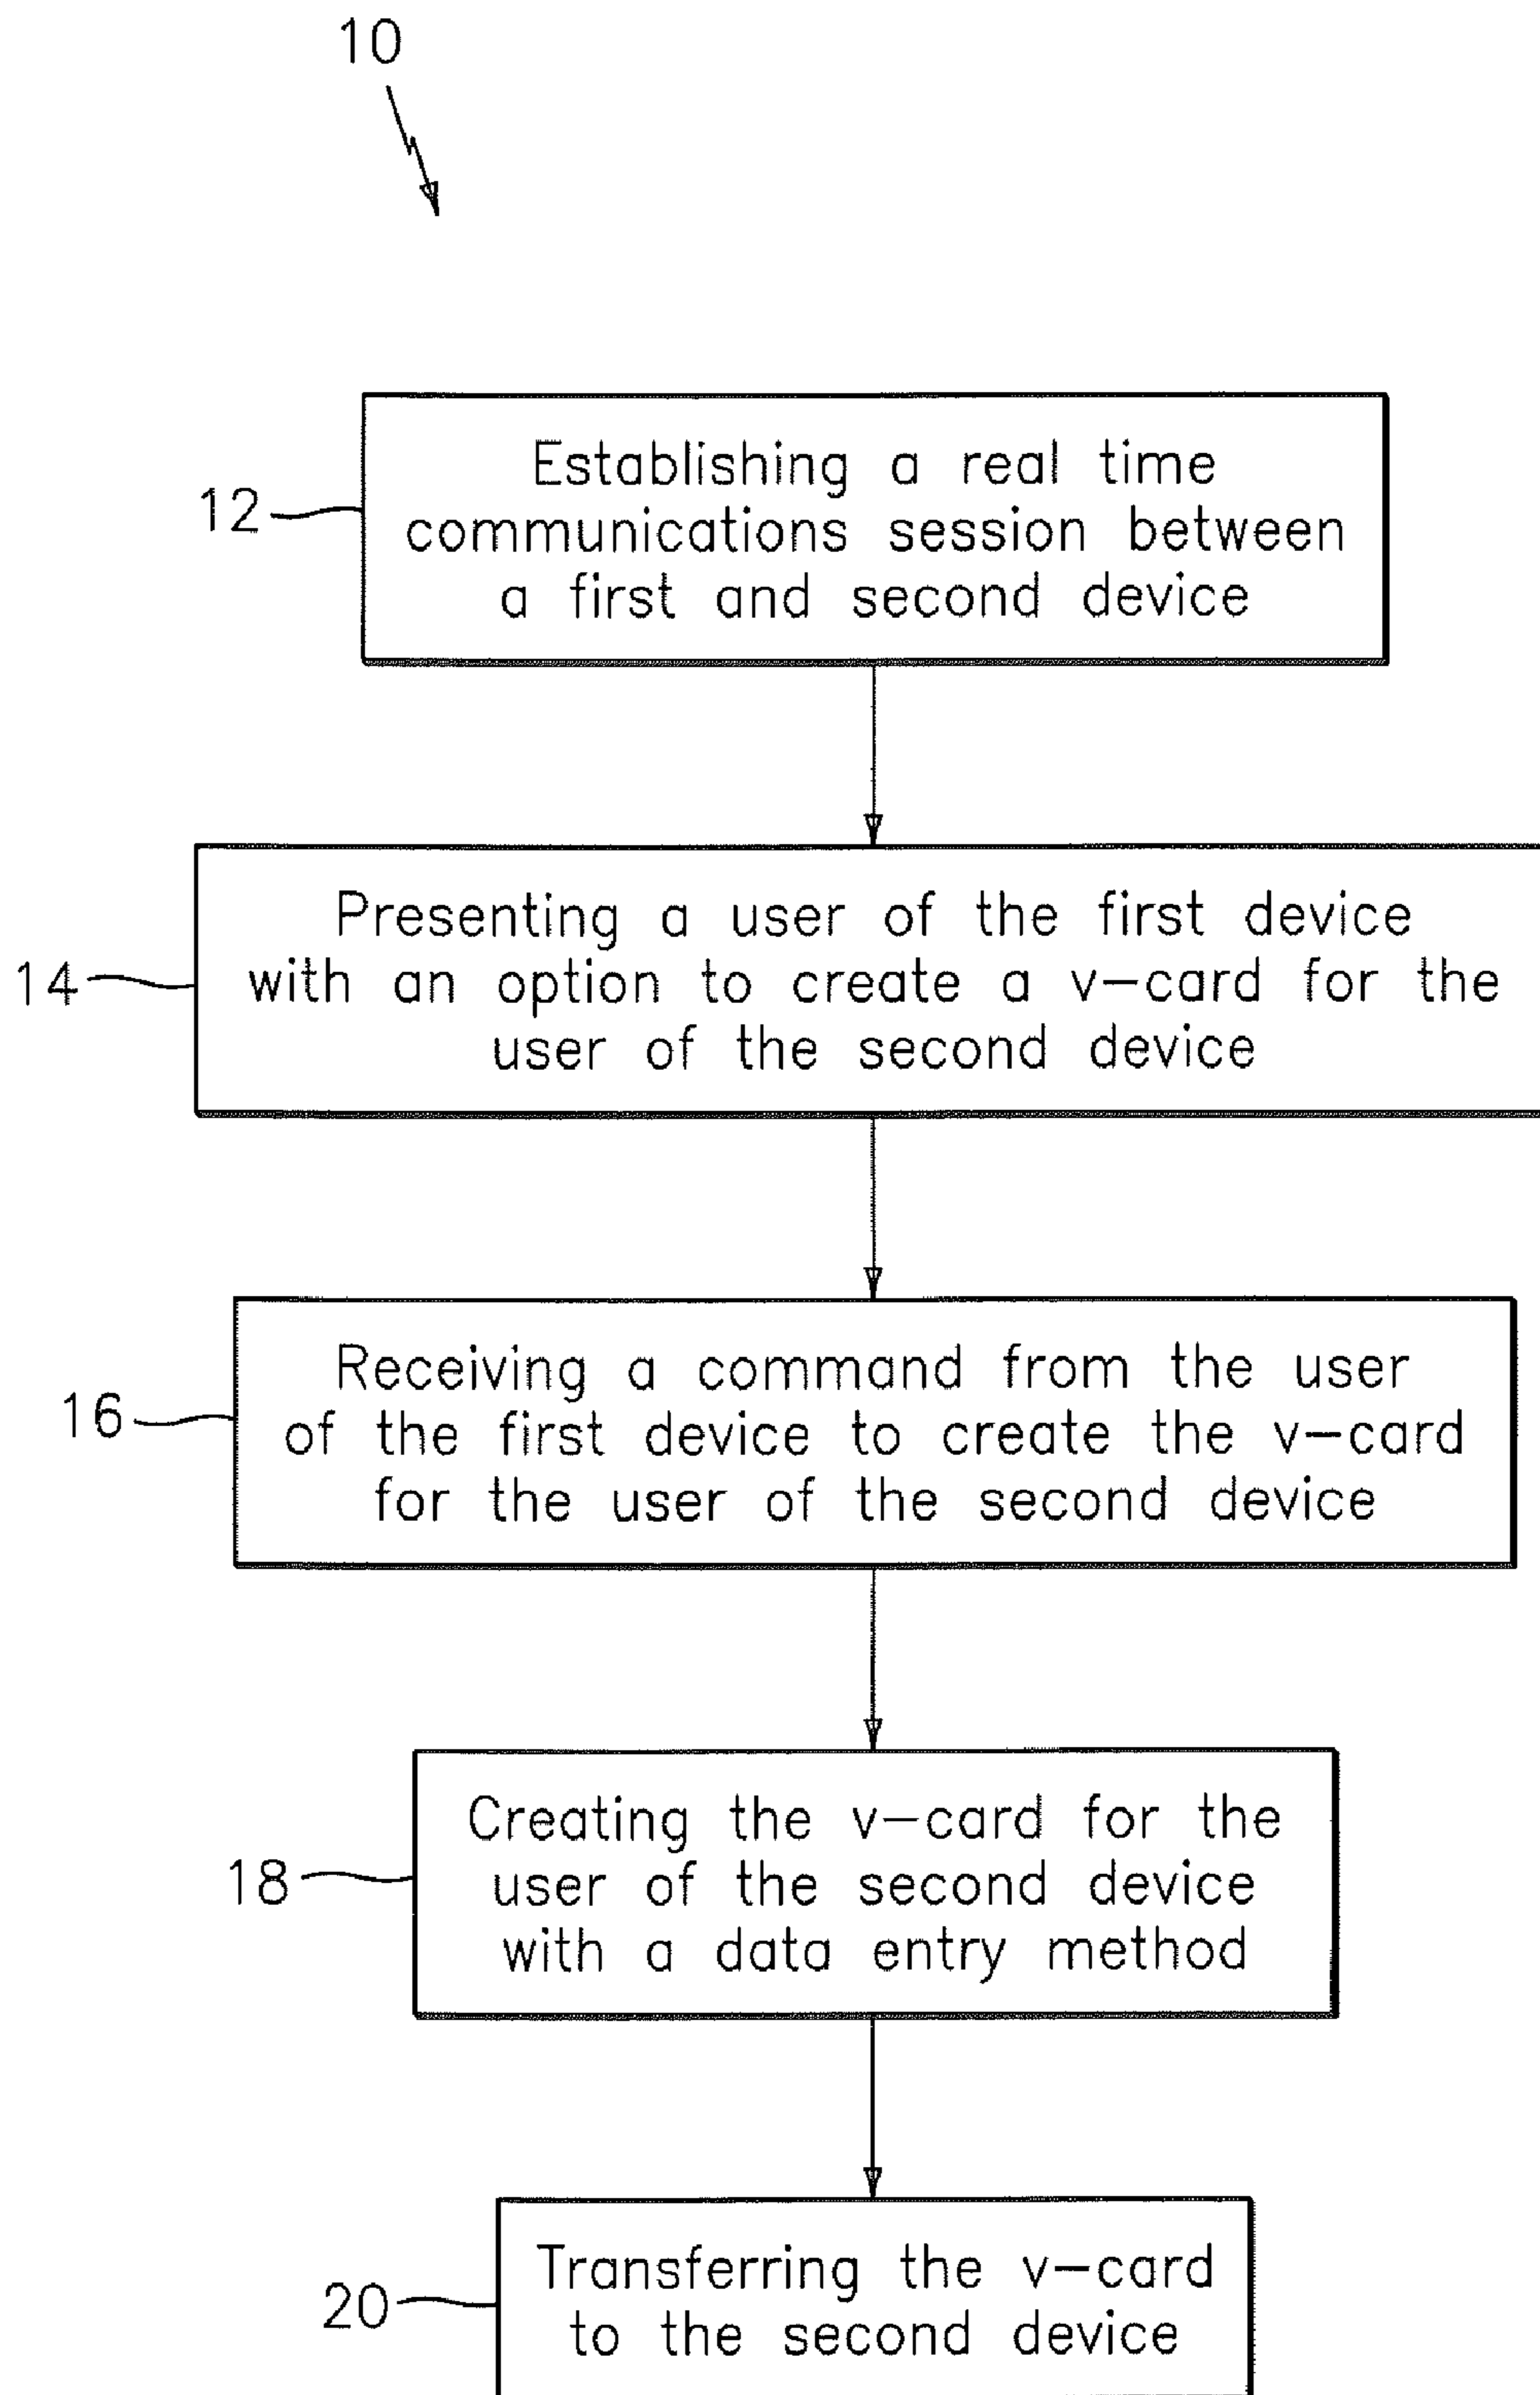 10
12
Establishing a real time
communications session between
a first and second device
14
Presenting a user of the first device
with an option to create a v-card for the
user of the second device
16
Receiving a command from the user
of the first device to create the v-card
for the user of the second device
18
Creating the v-card for the
user of the second device
with a data entry method
20
Transferring the v-card
to the second device